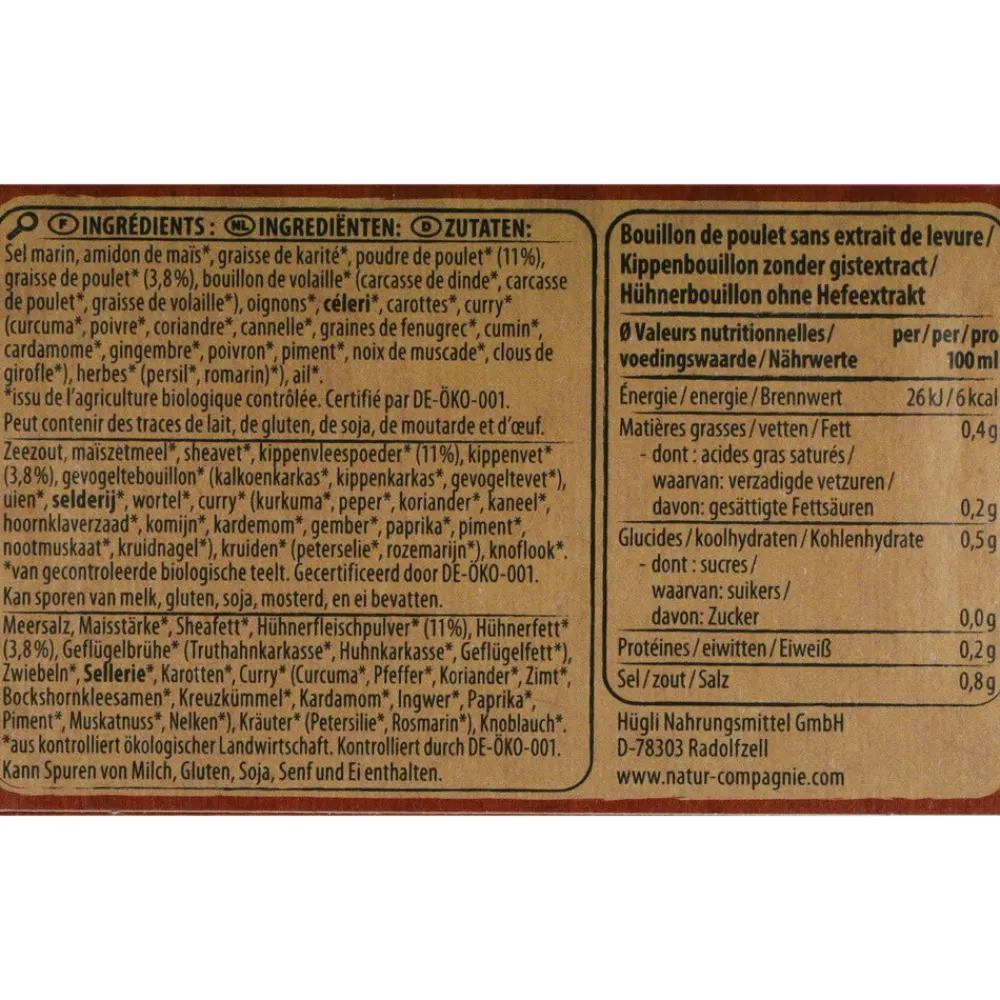 F INGRÉDIENTS : NL INGREDIËNTEN: D ZUTATEN:
Sel marin, amidon de maïs*, graisse de karité*, poudre de poulet* (11%),
graisse de poulet* (3,8%), bouillon de volaille* (carcasse de dinde*, carcasse
de poulet*, graisse de volaille*), oignons*, céleri*, carottes*, curry*
(curcuma*, poivre*, coriandre*, cannelle*, graines de fenugrec*, cumin*,
cardamome*, gingembre*, poivron*, piment*, noix de muscade*, clous de
girofle*), herbes* (persil*, romarin)*), ail*.
*issu de l'agriculture biologique contrôlée. Certifié par DE-ÖKO-001.
Peut contenir des traces de lait, de gluten, de soja, de moutarde et d'œuf.
Zeezout, maïszetmeel*, sheavet*, kippenvleespoeder* (11%), kippenvet*
(3,8%), gevogeltebouillon* (kalkoenkarkas*, kippenkarkas*, gevogeltevet*),
uien*, selderij*, wortel*, curry* (kurkuma*, peper*, koriander*, kaneel*,
hoornklaverzaad*, komijn*, kardemom*, gember*, paprika*, piment*,
nootmuskaat*, kruidnagel*), kruiden* (peterselie*, rozemarijn*), knoflook*.
*van gecontroleerde biologische teelt. Gecertificeerd door DE-ÖKO-001.
Kan sporen van melk, gluten, soja, mosterd, en ei bevatten.
Meersalz, Maisstärke*, Sheafett*, Hühnerfleischpulver* (11%), Hühnerfett*
(3,8%), Geflügelbrühe* (Truthahnkarkasse*, Huhnkarkasse*, Geflügelfett*),
Zwiebeln*, Sellerie*, Karotten*, Curry* (Curcuma*, Pfeffer*, Koriander*, Zimt*,
Bockshornkleesamen*, Kreuzkümmel*, Kardamom*, Ingwer*, Paprika*,
Piment*, Muskatnuss*, Nelken*), Kräuter* (Petersilie*, Rosmarin*), Knoblauch*.
*aus kontrolliert ökologischer Landwirtschaft. Kontrolliert durch DE-ÖKO-001.
Kann Spuren von Milch, Gluten, Soja, Senf und Ei enthalten.
Bouillon de poulet sans extrait de levure/
Kippenbouillon zonder gistextract/
Hühnerbouillon ohne Hefeextrakt
Ø Valeurs nutritionnelles/ per/per/pro
voedingswaarde/Nährwerte 100 ml
Énergie/energie/Brennwert 26 kJ/6 kcal
Matières grasses/vetten/Fett 0,4 g
- dont : acides gras saturés/
waarvan: verzadigde vetzuren/
davon: gesättigte Fettsäuren 0,2 g
Glucides/koolhydraten/Kohlenhydrate 0,5 g
- dont : sucres/
waarvan: suikers/
davon: Zucker 0,0 g
Protéines/eiwitten/Eiweiß 0,2 g
Sel/zout/Salz 0,8 g
Hügli Nahrungsmittel GmbH
D-78303 Radolfzell
www.natur-compagnie.com